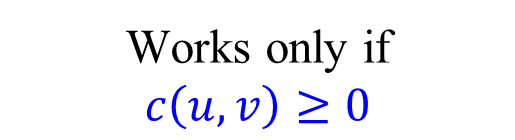 Works only if
c(u, v) ≥ 0